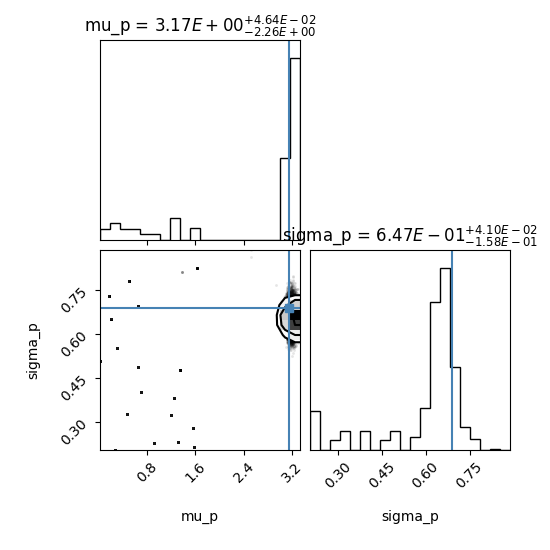 mu_p = 3.17E + 00+4.64E − 02 −2.26E + 00
sigma_p = 6.47E − 01+4.10E − 02 −1.58E − 01
0.75
0.60
0.45
0.30
sigma_p
0.8 1.6 2.4 3.2
0.30 0.45 0.60 0.75
mu_p
sigma_p